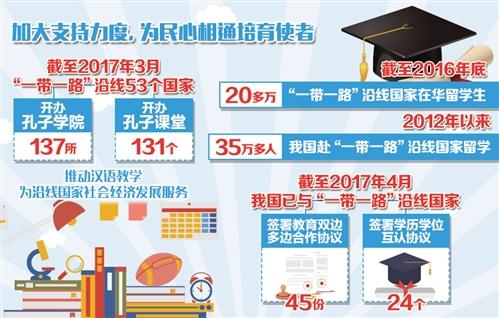 加大支持力度，为民心相通培育使者
截至2017年3月
“一带一路”沿线53个国家
开办
孔子学院
137所
开办
孔子课堂
131个
推动汉语教学
为沿线国家社会经济发展服务
截至2016年底
20多万 “一带一路”沿线国家在华留学生
2012年以来
35万多人 我国赴“一带一路”沿线国家留学
截至2017年4月
我国已与“一带一路”沿线国家
签署教育双边
多边合作协议
45份
签署学历学位
互认协议
24个